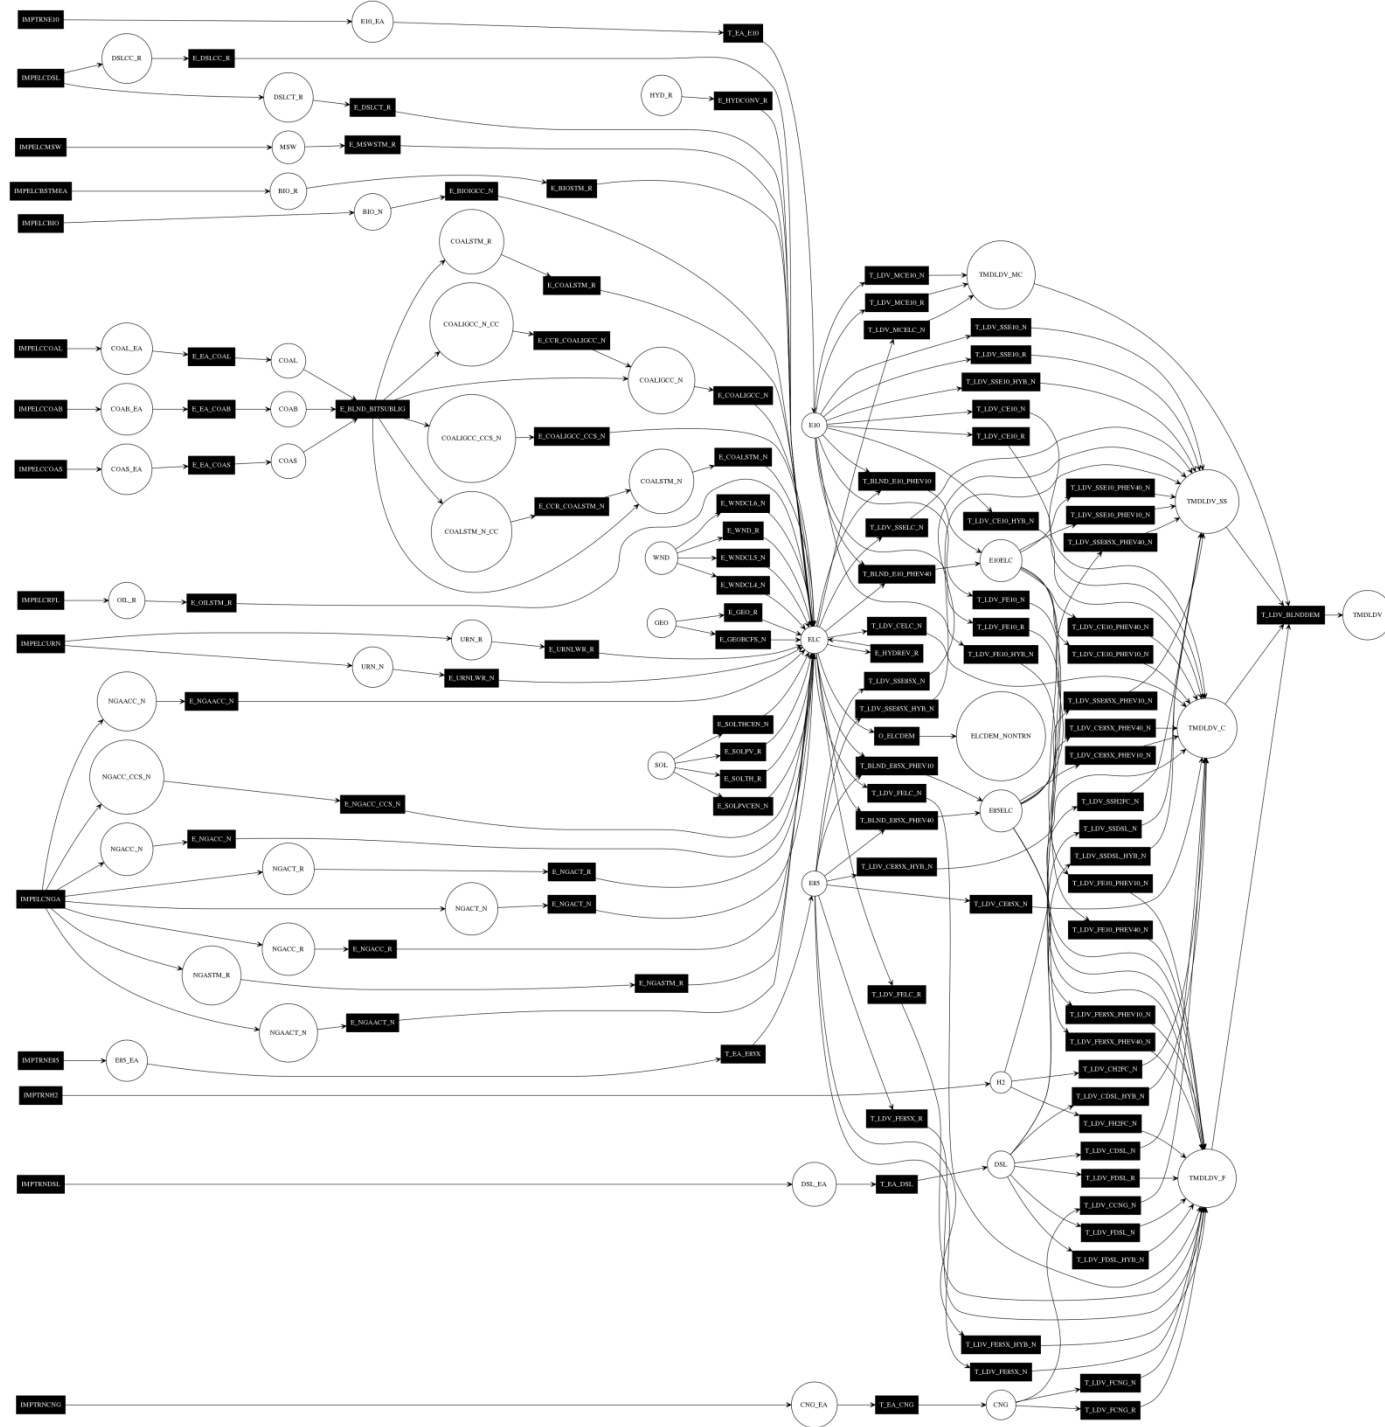 IMPTRNE10
E10_EA
T_EA_E10
IMPELCDSL
DSLCC_R
E_DSLCC_R
DSLCT_R
E_DSLCT_R
HYD_R
E_HYDCONV_R
IMPELCMSW
MSW
E_MSWSTM_R
IMPELCBSTMEA
BIO_R
E_BIOSTM_R
IMPELCBIO
BIO_N
E_BIOIGCC_N
COALSTM_R
E_COALSTM_R
COALIGCC_N_CC
E_CCR_COALIGCC_N
IMPELCCOAL
COAL_EA
E_EA_COAL
COAL
COALIGCC_N
E_COALIGCC_N
IMPELCCOAB
COAB_EA
E_EA_COAB
COAB
E_BLND_BITSUBLIG
COALIGCC_CCS_N
E_COALIGCC_CCS_N
IMPELCCOAS
COAS_EA
E_EA_COAS
COAS
COALSTM_N
E_COALSTM_N
COALSTM_N_CC
E_CCR_COALSTM_N
WND
E_WNDCL6_N
E_WND_R
E_WNDCL5_N
E_WNDCL4_N
IMPELCRFL
OIL_R
E_OILSTM_R
GEO
E_GEO_R
E_GEOBCFS_N
IMPELCURN
URN_R
E_URNLWR_R
URN_N
E_URNLWR_N
ELC
NGAACC_N
E_NGAACC_N
SOL
E_SOLTHCEN_N
E_SOLPV_R
E_SOLTH_R
E_SOLPVCEN_N
NGACC_CCS_N
E_NGACC_CCS_N
NGACC_N
E_NGACC_N
IMPELCNGA
NGACT_R
E_NGACT_R
NGACT_N
E_NGACT_N
NGACC_R
E_NGACC_R
NGASTM_R
E_NGASTM_R
NGAACT_N
E_NGAACT_N
IMPTRNE85
E85_EA
T_EA_E85X
IMPTRNH2
IMPTRNDSL
DSL_EA
T_EA_DSL
IMPTRNCNG
CNG_EA
T_EA_CNG
T_LDV_MCE10_N
T_LDV_MCE10_R
T_LDV_MCELC_N
TMDLDV_MC
E10
T_LDV_SSE10_N
T_LDV_SSE10_R
T_LDV_SSE10_HYB_N
T_LDV_CE10_N
T_LDV_CE10_R
T_BLND_E10_PHEV10
T_LDV_SSELC_N
T_LDV_CE10_HYB_N
T_BLND_E10_PHEV40
E10ELC
T_LDV_SSE10_PHEV40_N
T_LDV_SSE10_PHEV10_N
T_LDV_SSE85X_PHEV40_N
TMDLDV_SS
T_LDV_FE10_N
T_LDV_FE10_R
T_LDV_FE10_HYB_N
T_LDV_CELC_N
E_HYDREV_R
T_LDV_SSE85X_N
T_LDV_SSE85X_HYB_N
O_ELCDEM
ELCDEM_NONTRN
T_LDV_CE10_PHEV40_N
T_LDV_CE10_PHEV10_N
T_LDV_SSE85X_PHEV10_N
T_LDV_CE85X_PHEV40_N
T_LDV_CE85X_PHEV10_N
TMDLDV_C
T_LDV_BLNDDEM
TMDLDV
T_BLND_E85X_PHEV10
T_LDV_FELC_N
T_BLND_E85X_PHEV40
E85ELC
T_LDV_CE85X_HYB_N
E85
T_LDV_CE85X_N
T_LDV_SSH2FC_N
T_LDV_SSDSL_N
T_LDV_SSDSL_HYB_N
T_LDV_FE10_PHEV10_N
T_LDV_FE10_PHEV40_N
T_LDV_FELC_R
T_LDV_FE85X_PHEV10_N
T_LDV_FE85X_PHEV40_N
H2
T_LDV_CH2FC_N
T_LDV_CDSL_HYB_N
T_LDV_FH2FC_N
T_LDV_FE85X_R
DSL
T_LDV_CDSL_N
T_LDV_FDSL_R
T_LDV_CCNG_N
T_LDV_FDSL_N
T_LDV_FDSL_HYB_N
TMDLDV_F
T_LDV_FE85X_HYB_N
T_LDV_FE85X_N
CNG
T_LDV_FCNG_N
T_LDV_FCNG_R